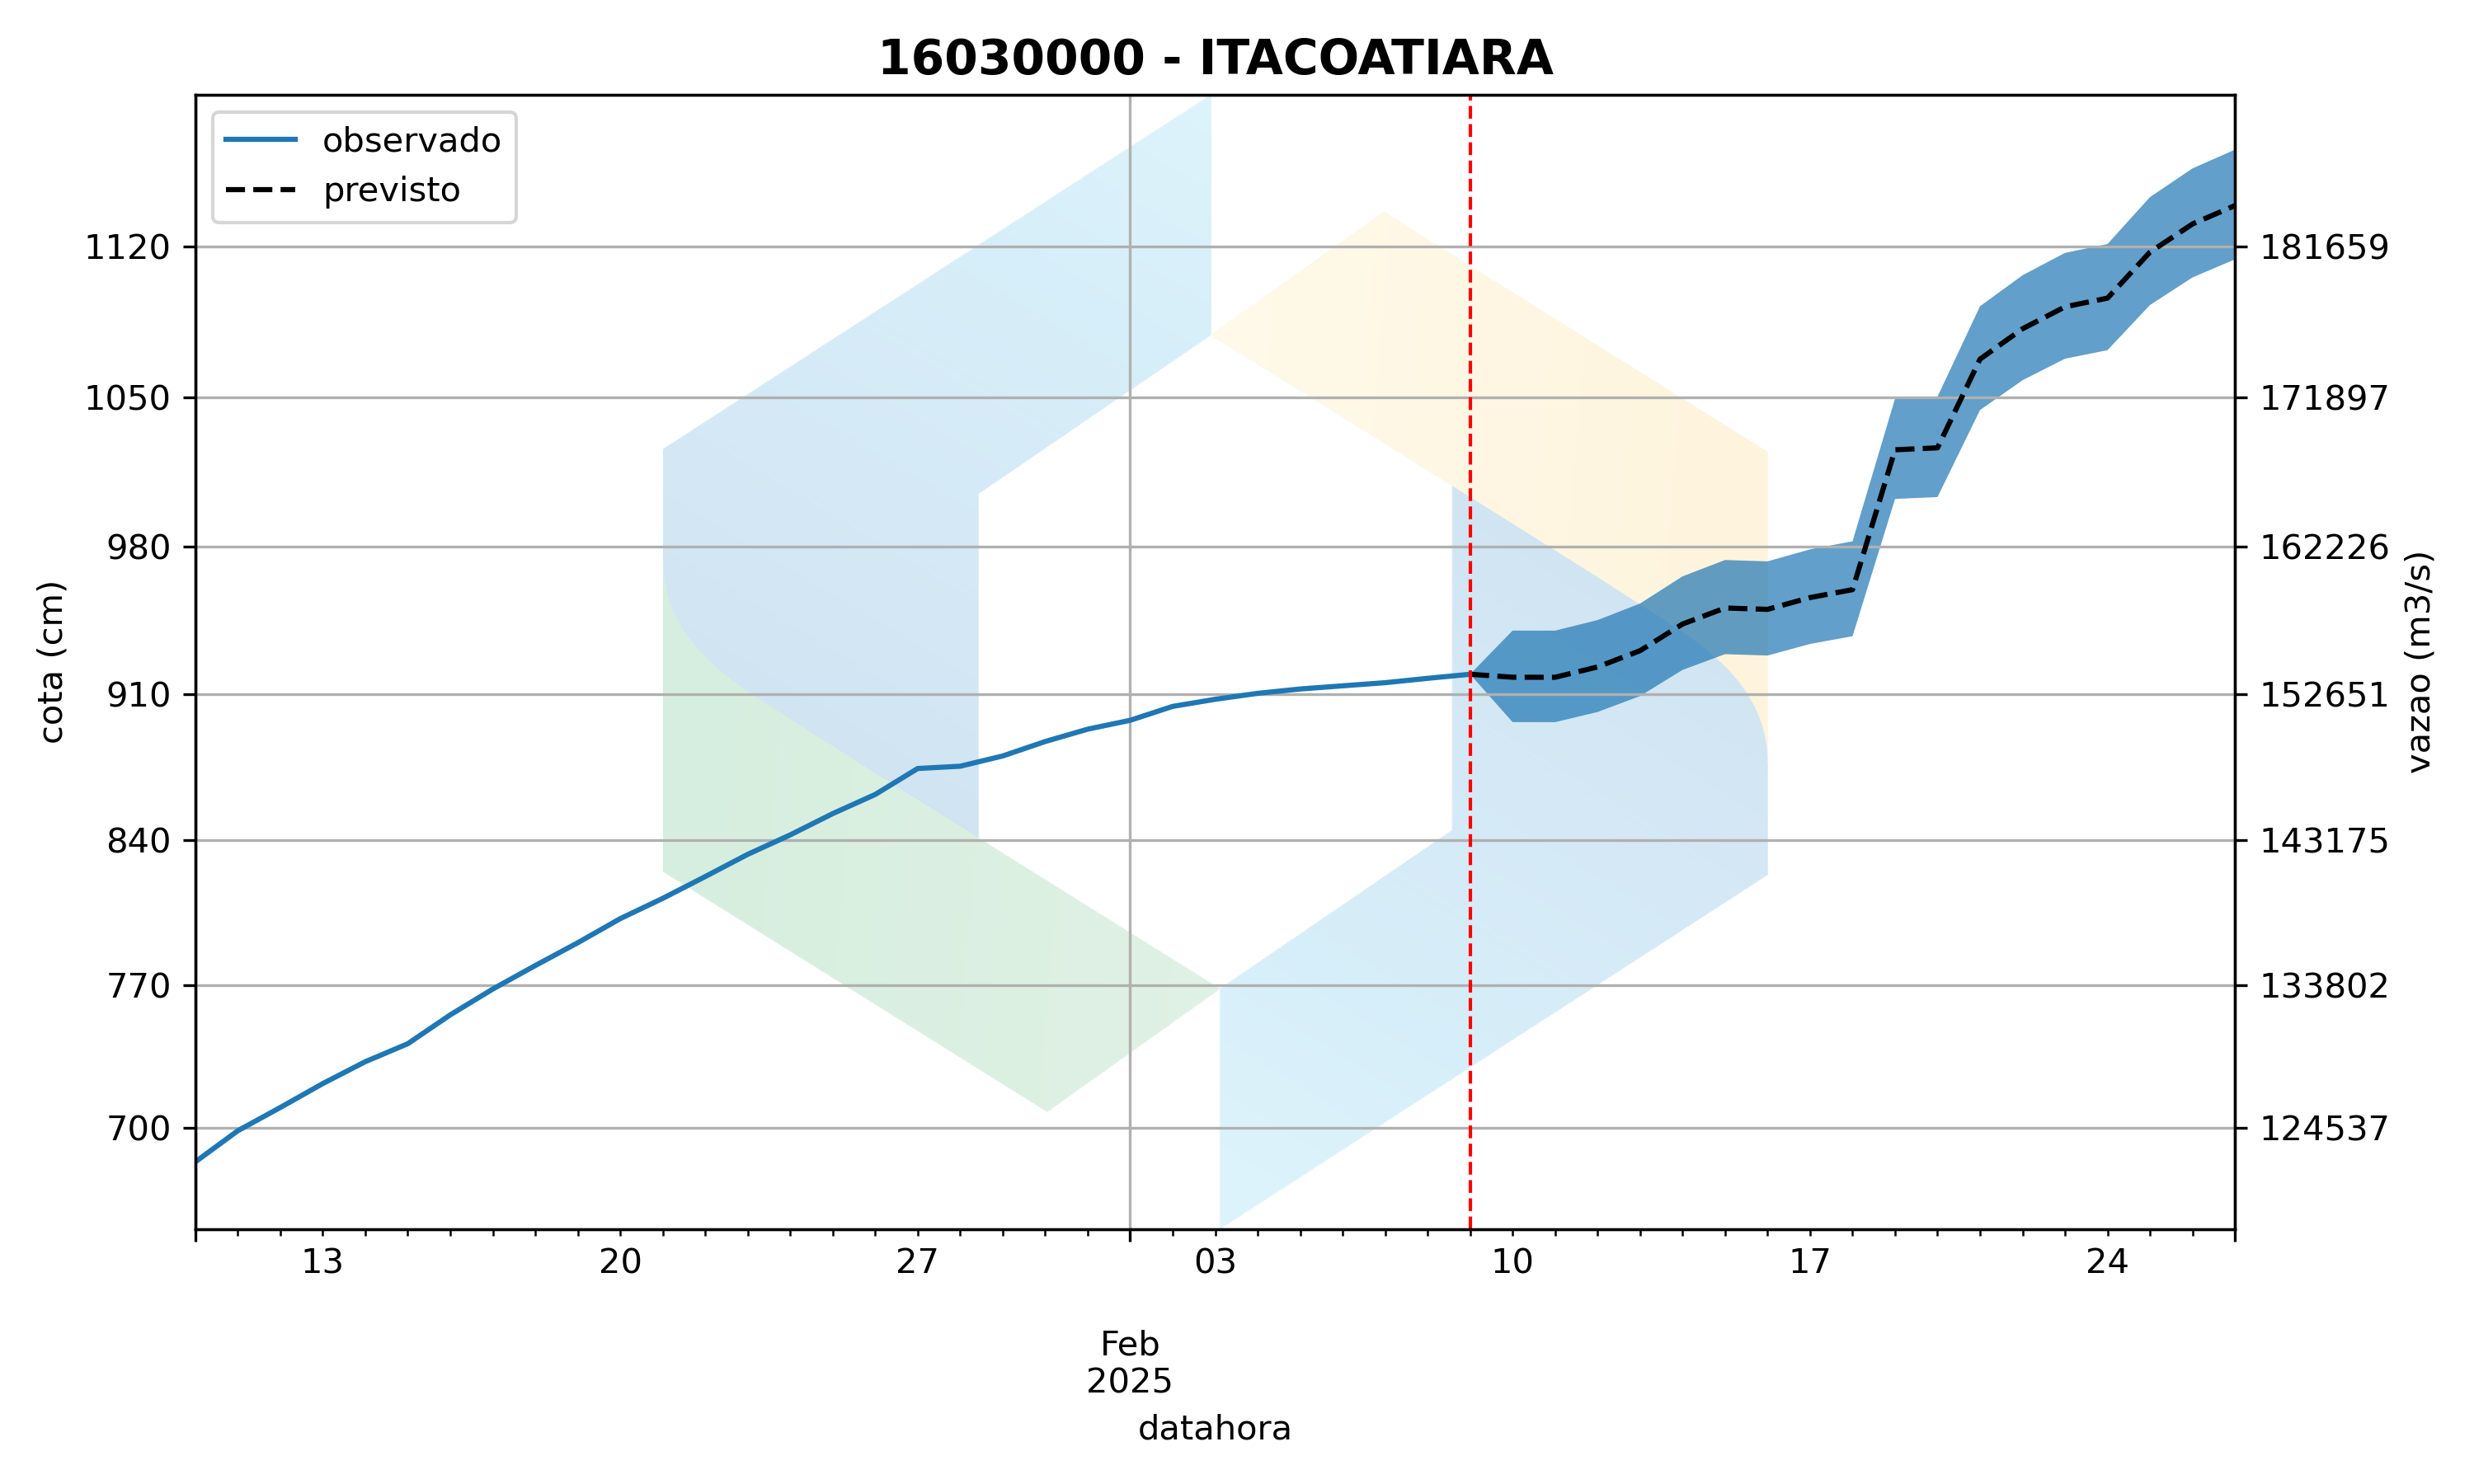 16030000 - ITACOATIARA
observado
previsto
1120
1050
980
910
840
770
700
cota (cm)
181659
171897
162226
152651
143175
133802
124537
vazao (m3/s)
13 20 27 03 10 17 24
Feb
2025
datahora